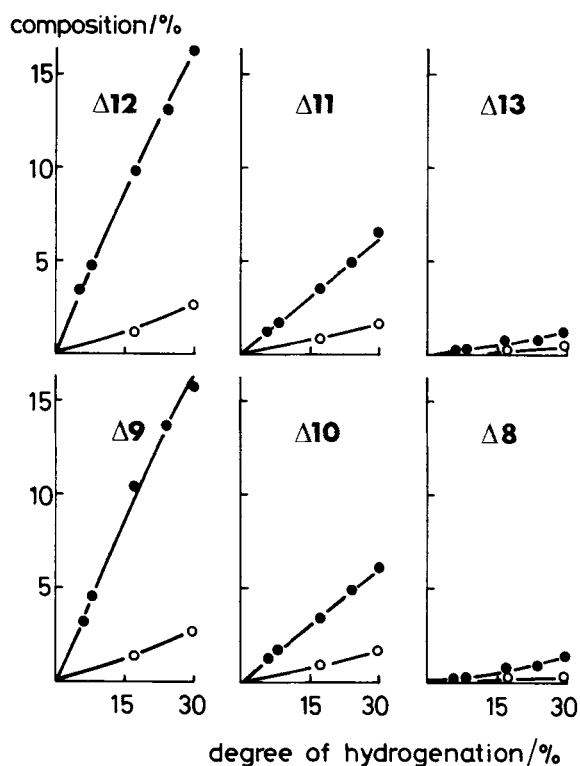 composition/%
15
10
5
Δ12
Δ11
Δ13
15
10
5
Δ9
Δ10
Δ8
15 30 15 30 15 30
degree of hydrogenation/%